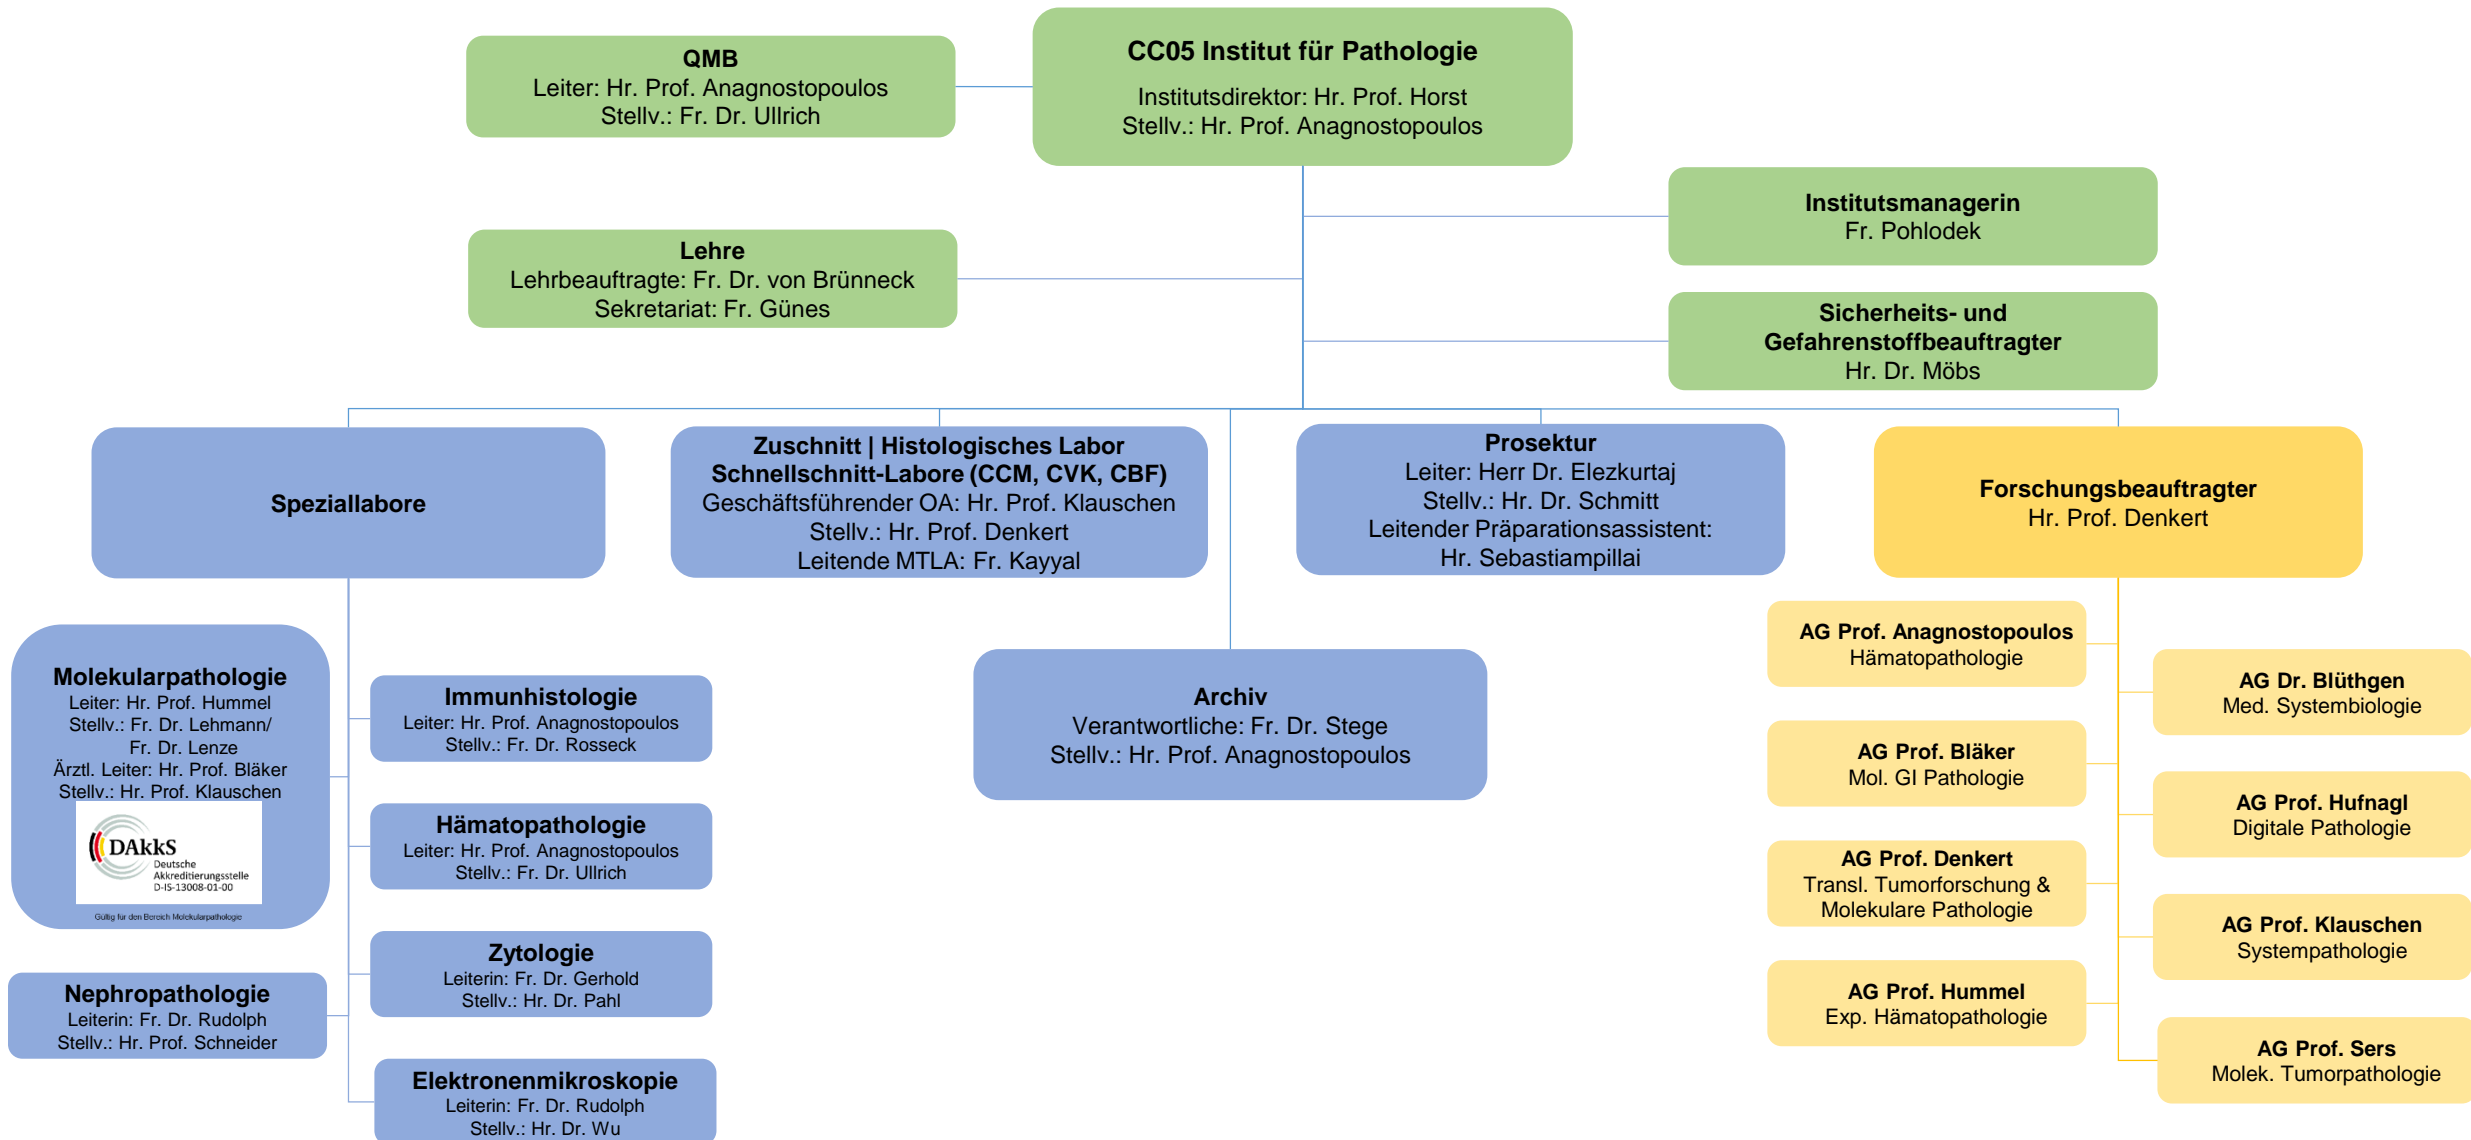 CC05 Institut für Pathologie
Institutsdirektor: Hr. Prof. Horst
Stellv.: Hr. Prof. Anagnostopoulos
QMB
Leiter: Hr. Prof. Anagnostopoulos
Stellv.: Fr. Dr. Ullrich
Institutsmanagerin
Fr. Pohlodek
Lehre
Lehrbeauftragte: Fr. Dr. von Brünneck
Sekretariat: Fr. Günes
Sicherheits- und
Gefahrenstoffbeauftragter
Hr. Dr. Möbs
Speziallabore
Zuschnitt | Histologisches Labor
Schnellschnitt-Labore (CCM, CVK, CBF)
Geschäftsführender OA: Hr. Prof. Klauschen
Stellv.: Hr. Prof. Denkert
Leitende MTLA: Fr. Kayyal
Prosektur
Leiter: Herr Dr. Elezkurtaj
Stellv.: Hr. Dr. Schmitt
Leitender Präparationsassistent:
Hr. Sebastiampillai
Forschungsbeauftragter
Hr. Prof. Denkert
Molekularpathologie
Leiter: Hr. Prof. Hummel
Stellv.: Fr. Dr. Lehmann/
Fr. Dr. Lenze
Ärztl. Leiter: Hr. Prof. Bläker
Stellv.: Hr. Prof. Klauschen
DAkkS
Deutsche
Akkreditierungsstelle
D-IS-13008-01-00
Gültig für den Bereich Molekularpathologie
Nephropathologie
Leiterin: Fr. Dr. Rudolph
Stellv.: Hr. Prof. Schneider
Immunhistologie
Leiter: Hr. Prof. Anagnostopoulos
Stellv.: Fr. Dr. Rosseck
Hämatopathologie
Leiter: Hr. Prof. Anagnostopoulos
Stellv.: Fr. Dr. Ullrich
Zytologie
Leiterin: Fr. Dr. Gerhold
Stellv.: Hr. Dr. Pahl
Elektronenmikroskopie
Leiterin: Fr. Dr. Rudolph
Stellv.: Hr. Dr. Wu
Archiv
Verantwortliche: Fr. Dr. Stege
Stellv.: Hr. Prof. Anagnostopoulos
AG Prof. Anagnostopoulos
Hämatopathologie
AG Dr. Blüthgen
Med. Systembiologie
AG Prof. Bläker
Mol. GI Pathologie
AG Prof. Hufnagl
Digitale Pathologie
AG Prof. Denkert
Transl. Tumorforschung &
Molekulare Pathologie
AG Prof. Klauschen
Systempathologie
AG Prof. Hummel
Exp. Hämatopathologie
AG Prof. Sers
Molek. Tumorpathologie